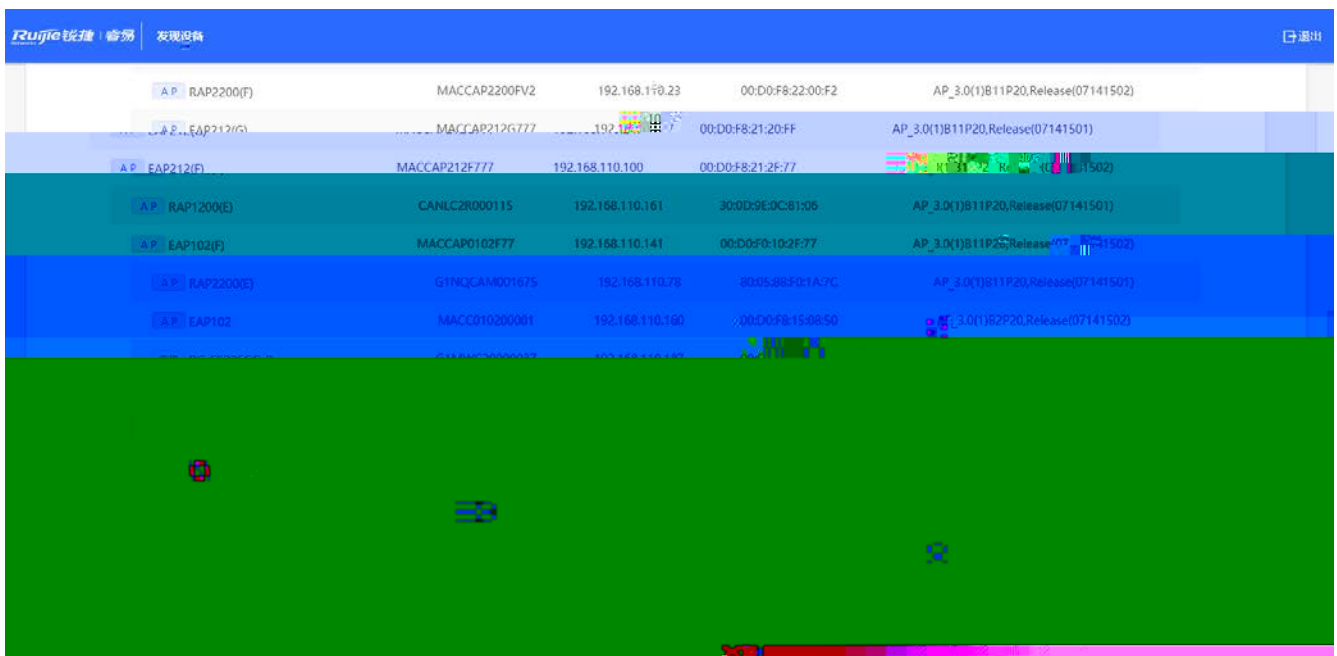 Ruijie锐捷 | 睿易 发现设备 退出
AP RAP2200(F) MACCAP2200FV2 192.168.110.23 00:D0:F8:22:00:F2 AP_3.0(1)B11P20,Release(07141502)
AP EAP212(G) MACCAP212G777 00:D0:F8:21:20:FF AP_3.0(1)B11P20,Release(07141501)
AP EAP212(F) MACCAP212F777 192.168.110.100 00:D0:F8:21:2F:77
AP RAP1200(E) CANLC2R000115 192.168.110.161 30:0D:9E:0C:81:06 AP_3.0(1)B11P20,Release(07141501)
AP EAP102(F) MACCAP0102F77 192.168.110.141 00:D0:F0:10:2F:77
AP RAP2200(E) G1NQCAM001675 192.168.110.78 80:05:88:F0:1A:7C AP_3.0(1)B11P20,Release(07141501)
AP EAP102 MACC010200001 192.168.110.160 00:D0:F8:15:08:50 AP_3.0(1)B2P20,Release(07141502)